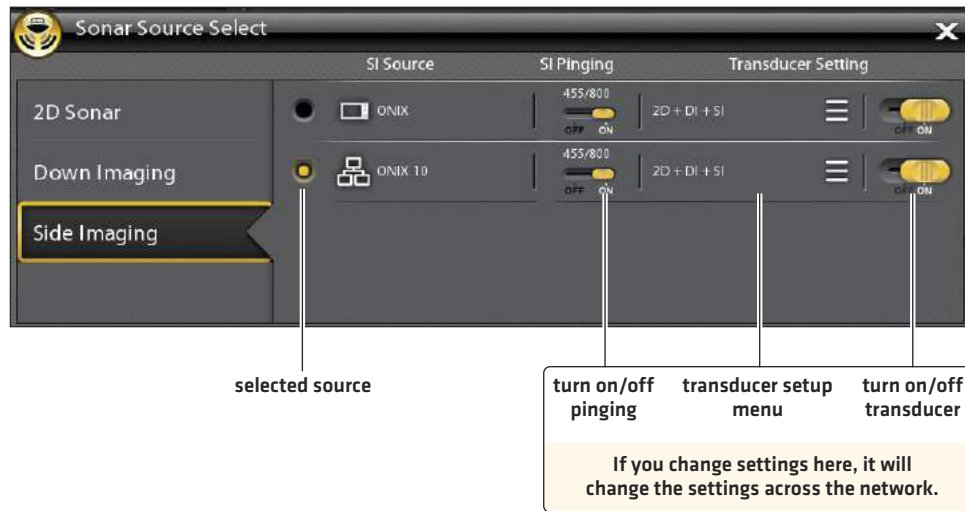 Sonar Source Select
SI Source SI Pinging Transducer Setting
2D Sonar
Down Imaging
Side Imaging
ONIX
455/800
OFF ON
2D + DI + SI
OFF ON
ONIX 10
455/800
OFF ON
2D + DI + SI
OFF ON
selected source
turn on/off
pinging
transducer setup
menu
turn on/off
transducer
If you change settings here, it will
change the settings across the network.